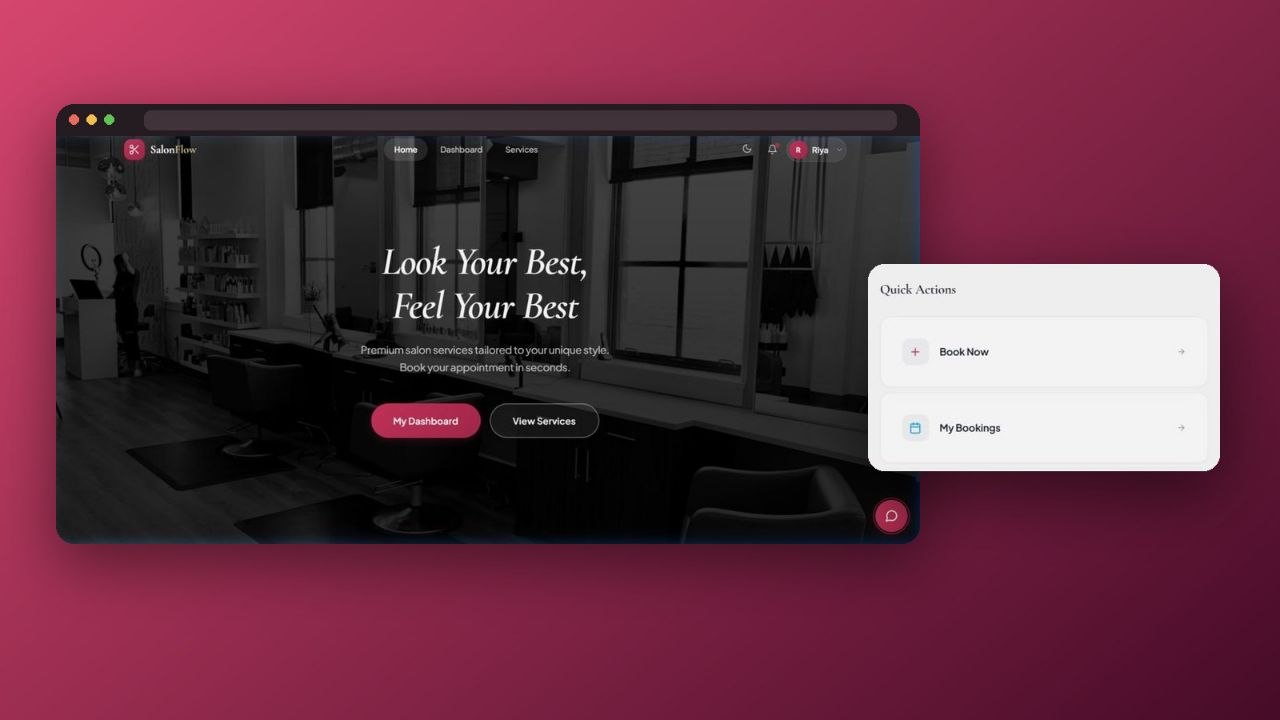 SalonFlow
Home Dashboard Services
R Riya
Look Your Best,
Feel Your Best
Premium salon services tailored to your unique style.
Book your appointment in seconds.
My Dashboard View Services
Quick Actions
Book Now
My Bookings